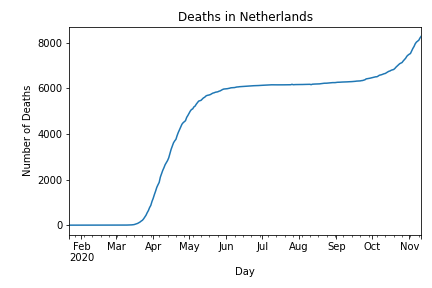 Deaths in Netherlands
Number of Deaths
8000
6000
4000
2000
0
Feb Mar Apr May Jun Jul Aug Sep Oct Nov
2020
Day